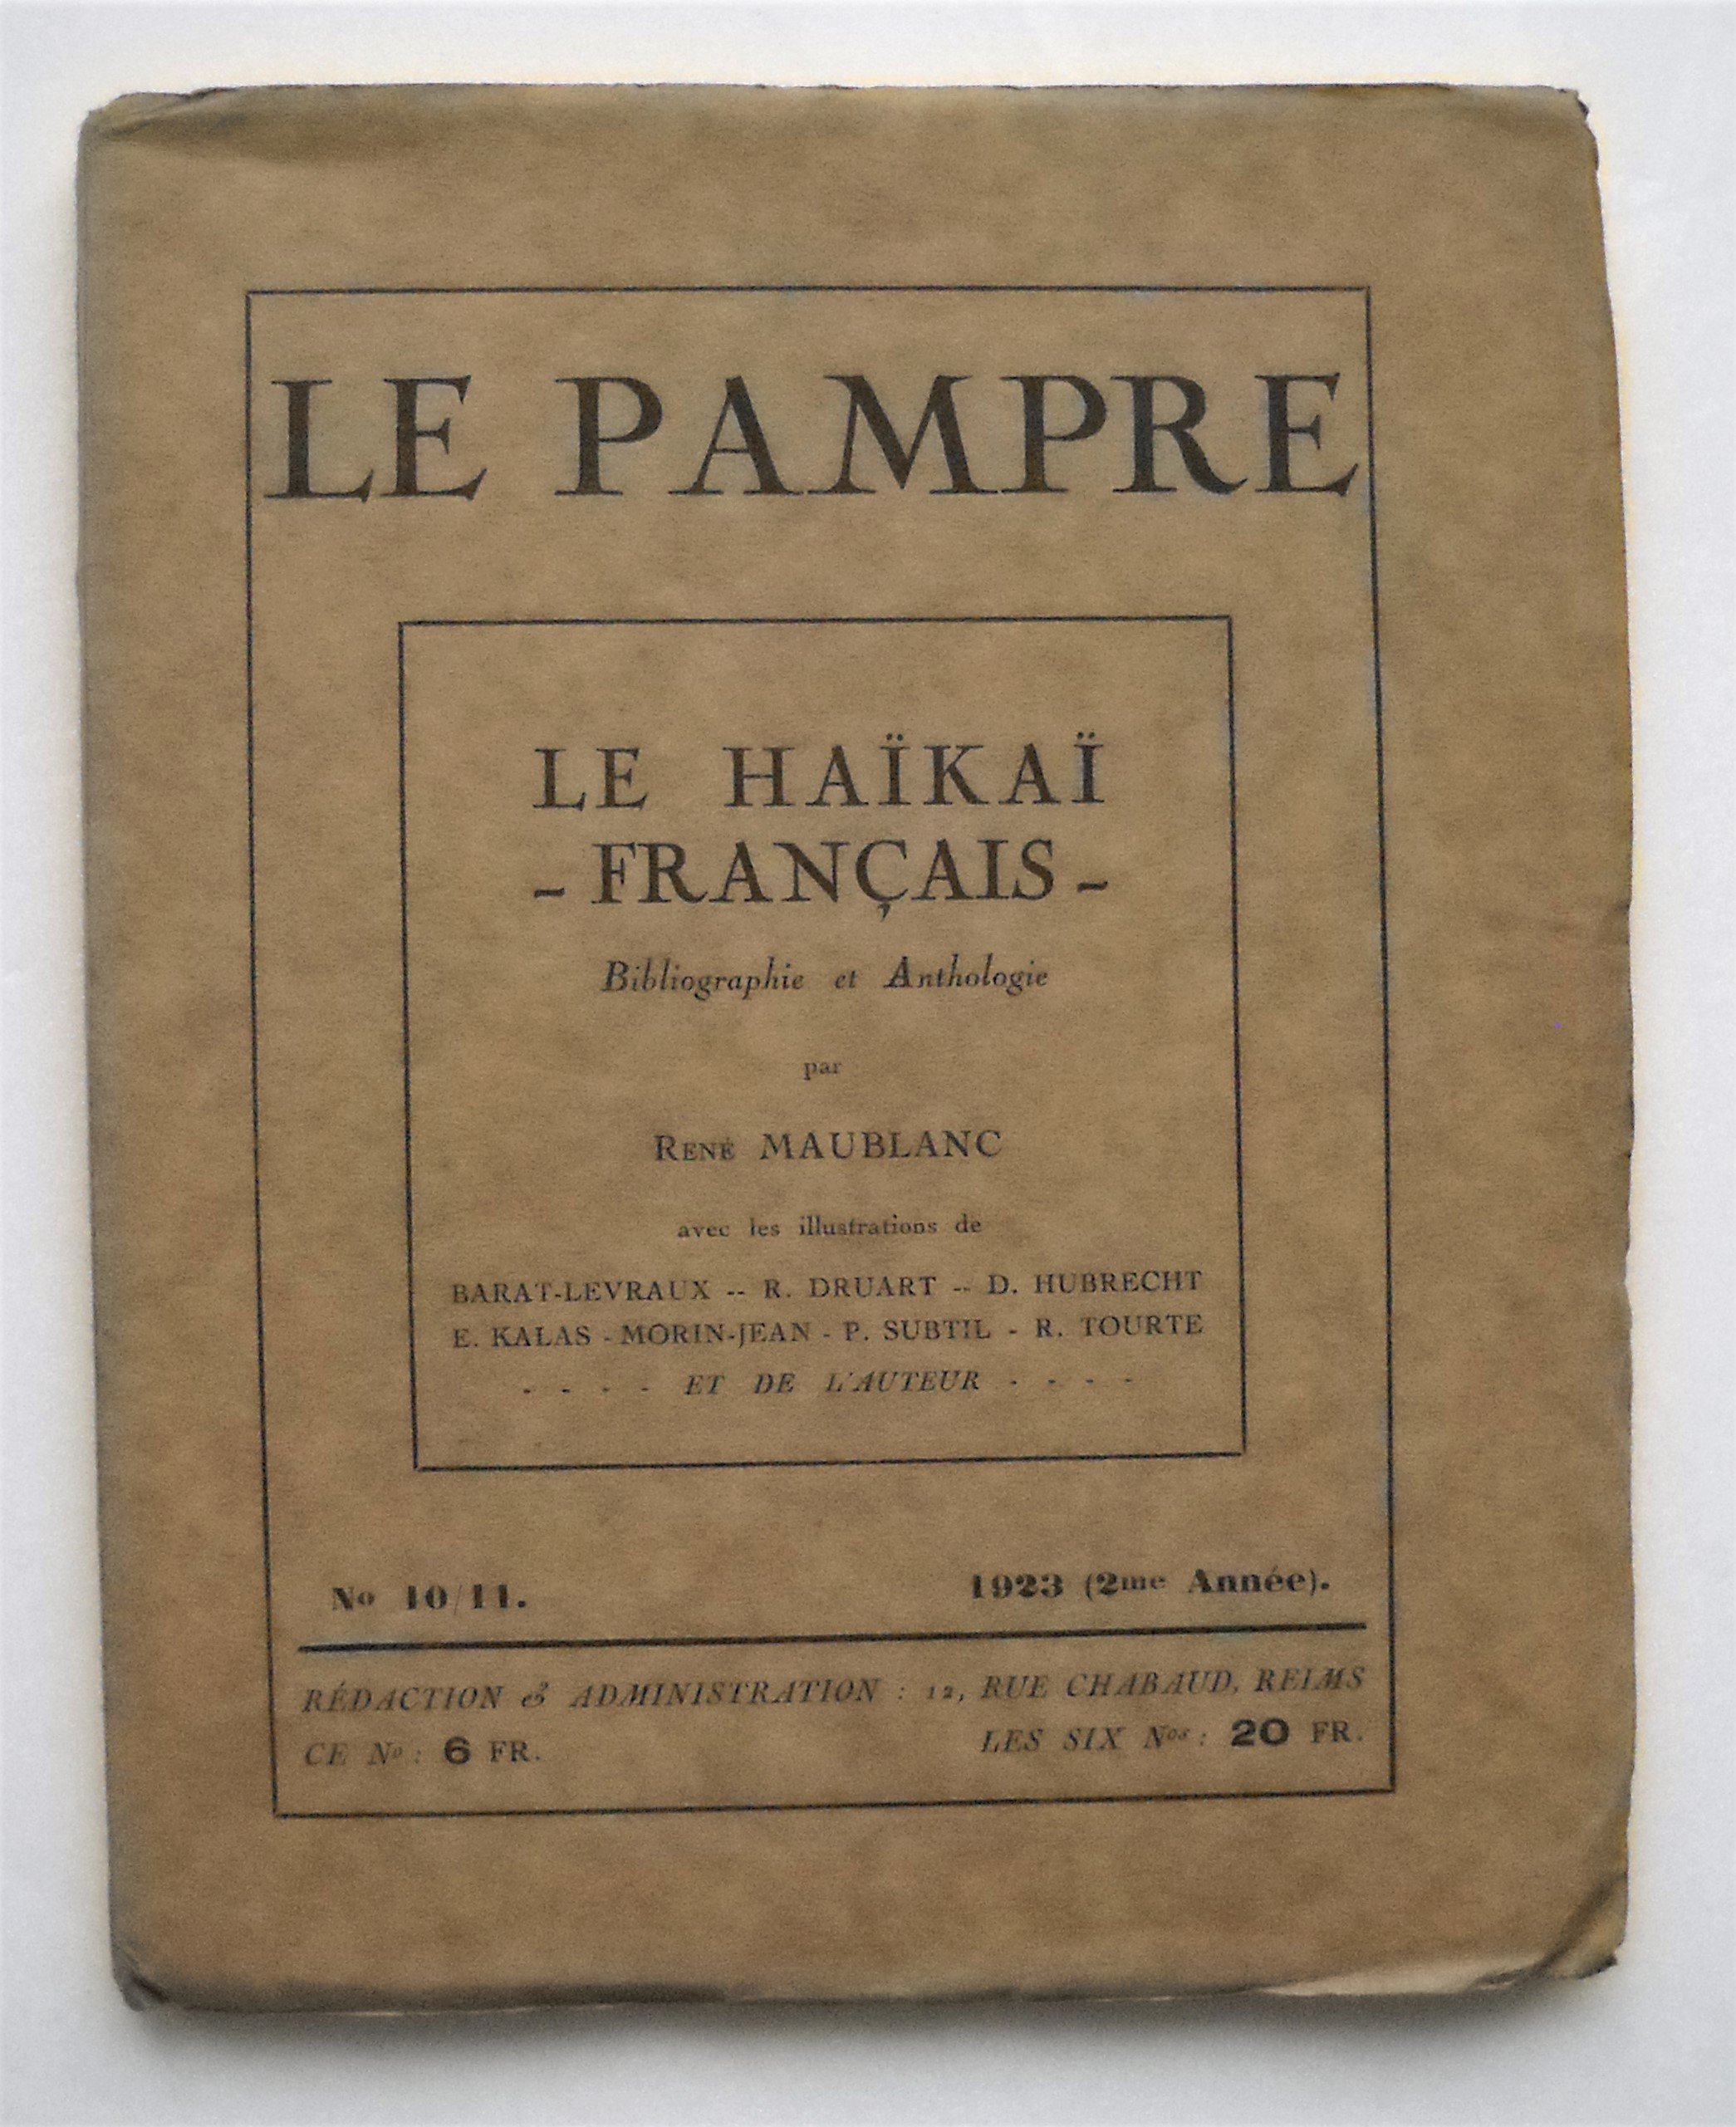 LE PAMPRE
LE HAÏKAÏ
- FRANÇAIS -
Bibliographie et Anthologie
par
RENÉ MAUBLANC
avec les illustrations de
BARAT-LEVRAUX -- R. DRUART -- D. HUBRECHT
E. KALAS - MORIN-JEAN - P. SUBTIL - R. TOURTE
- - - - ET DE L'AUTEUR - - - -
No 10/11.
1923 (2me Année).
RÉDACTION & ADMINISTRATION : 12, RUE CHABAUD, REIMS
CE No : 6 FR.
LES SIX Nos : 20 FR.